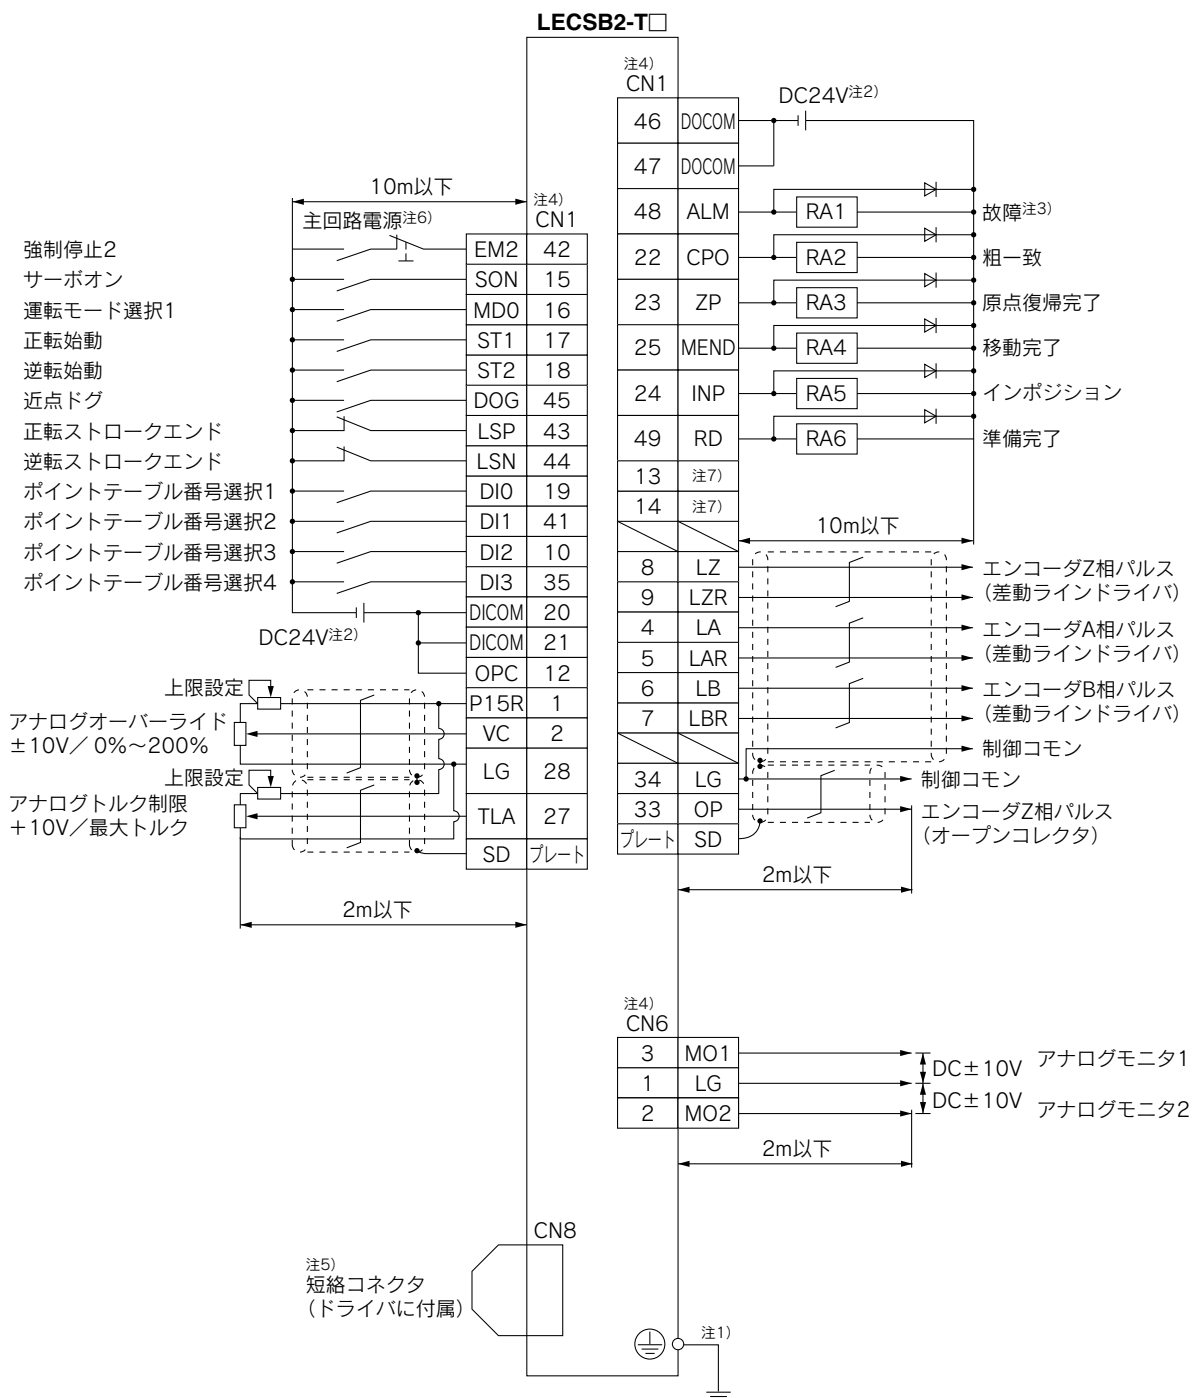 LECSB2-T□
注4)
CN1
DC24V注2)
46 DOCOM
47 DOCOM
48 ALM RA1 故障注3)
22 CPO RA2 粗一致
23 ZP RA3 原点復帰完了
25 MEND RA4 移動完了
24 INP RA5 インポジション
49 RD RA6 準備完了
13 注7)
14 注7)
10m以下
8 LZ エンコーダZ相パルス
9 LZR (差動ラインドライバ)
4 LA エンコーダA相パルス
5 LAR (差動ラインドライバ)
6 LB エンコーダB相パルス
7 LBR (差動ラインドライバ)
制御コモン
34 LG 制御コモン
33 OP エンコーダZ相パルス
(オープンコレクタ)
プレート SD
2m以下
10m以下
注4)
CN1
主回路電源注6)
強制停止2 EM2 42
サーボオン SON 15
運転モード選択1 MD0 16
正転始動 ST1 17
逆転始動 ST2 18
近点ドグ DOG 45
正転ストロークエンド LSP 43
逆転ストロークエンド LSN 44
ポイントテーブル番号選択1 DI0 19
ポイントテーブル番号選択2 DI1 41
ポイントテーブル番号選択3 DI2 10
ポイントテーブル番号選択4 DI3 35
DICOM 20
DC24V注2)
DICOM 21
OPC 12
上限設定
P15R 1
アナログオーバーライド
±10V／0%～200%
VC 2
LG 28
上限設定
アナログトルク制限
＋10V／最大トルク
TLA 27
SD プレート
2m以下
注4)
CN6
3 MO1 アナログモニタ1
DC±10V
1 LG
DC±10V
2 MO2 アナログモニタ2
2m以下
CN8
注5)
短絡コネクタ
(ドライバに付属)
注1)